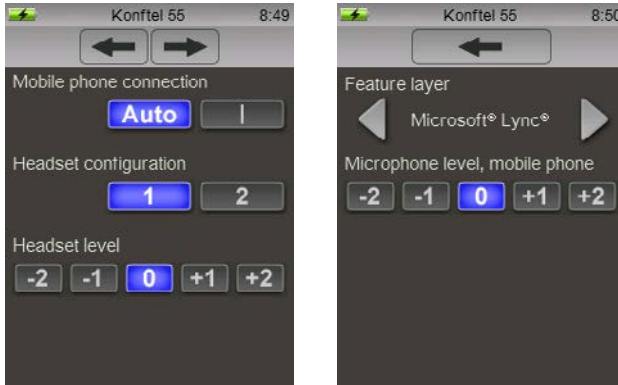 Konftel 55 8:49
Mobile phone connection
Auto I
Headset configuration
1 2
Headset level
-2 -1 0 +1 +2
Konftel 55 8:50
Feature layer
Microsoft® Lync®
Microphone level, mobile phone
-2 -1 0 +1 +2